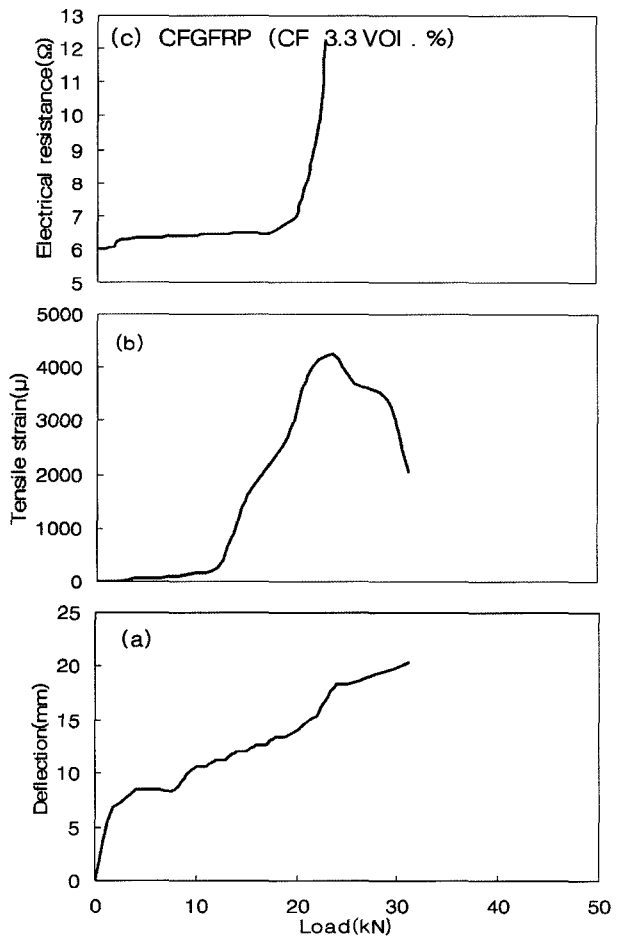 13
12
11
10
9
8
7
6
5
Electrical resistance(Ω)
(c) CFGFRP (CF 3.3 VOl . %)
5000
4000
3000
2000
1000
0
Tensile strain(μ)
(b)
25
20
15
10
5
0
Deflection(mm)
(a)
0 10 20 30 40 50
Load(kN)